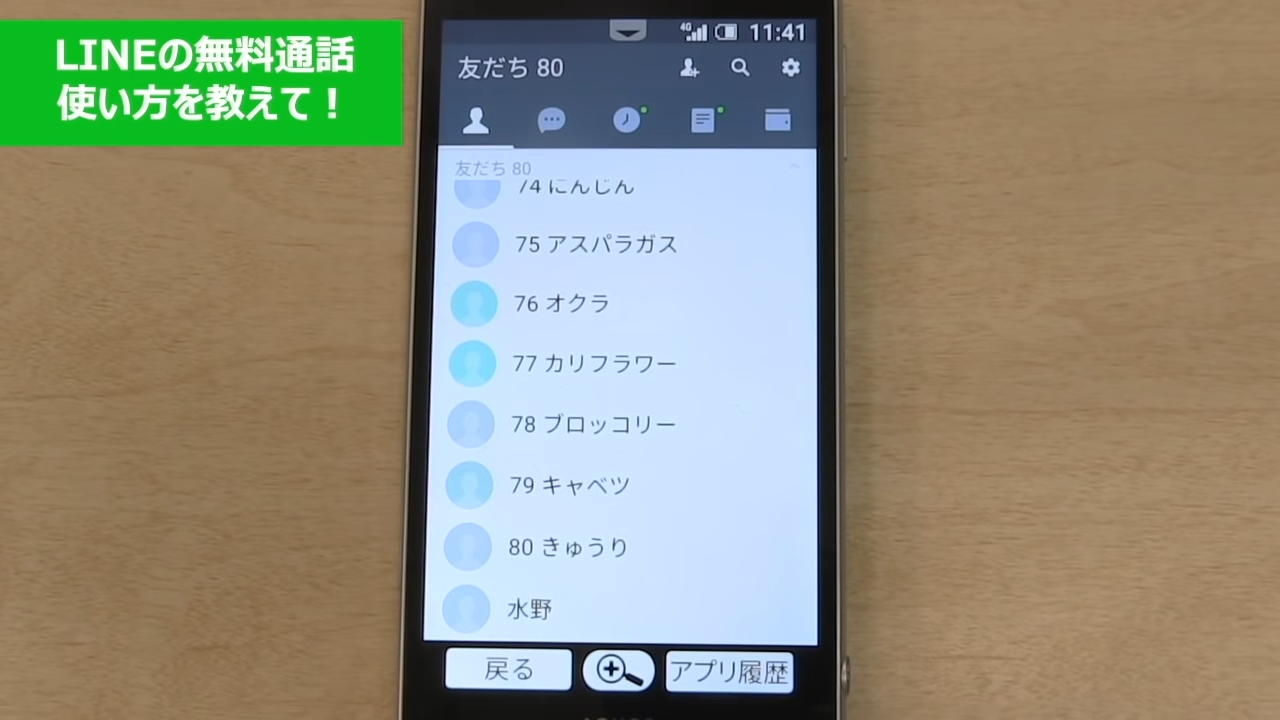 LINEの無料通話
使い方を教えて！
4G 11:41
友だち 80
友だち 80
74 にんじん
75 アスパラガス
76 オクラ
77 カリフラワー
78 ブロッコリー
79 キャベツ
80 きゅうり
水野
戻る
アプリ履歴